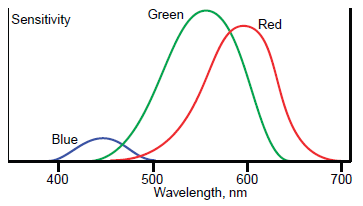 Sensitivity
Green
Red
Blue
400 500 600 700
Wavelength, nm